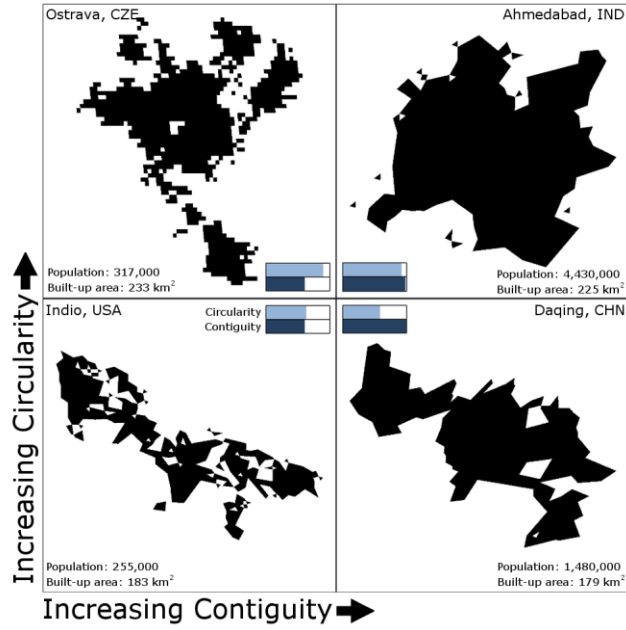 Ostrava, CZE
Ahmedabad, IND
Population: 317,000
Built-up area: 233 km²
Population: 4,430,000
Built-up area: 225 km²
Indio, USA
Circularity
Contiguity
Daqing, CHN
Population: 255,000
Built-up area: 183 km²
Population: 1,480,000
Built-up area: 179 km²
Increasing Circularity
Increasing Contiguity